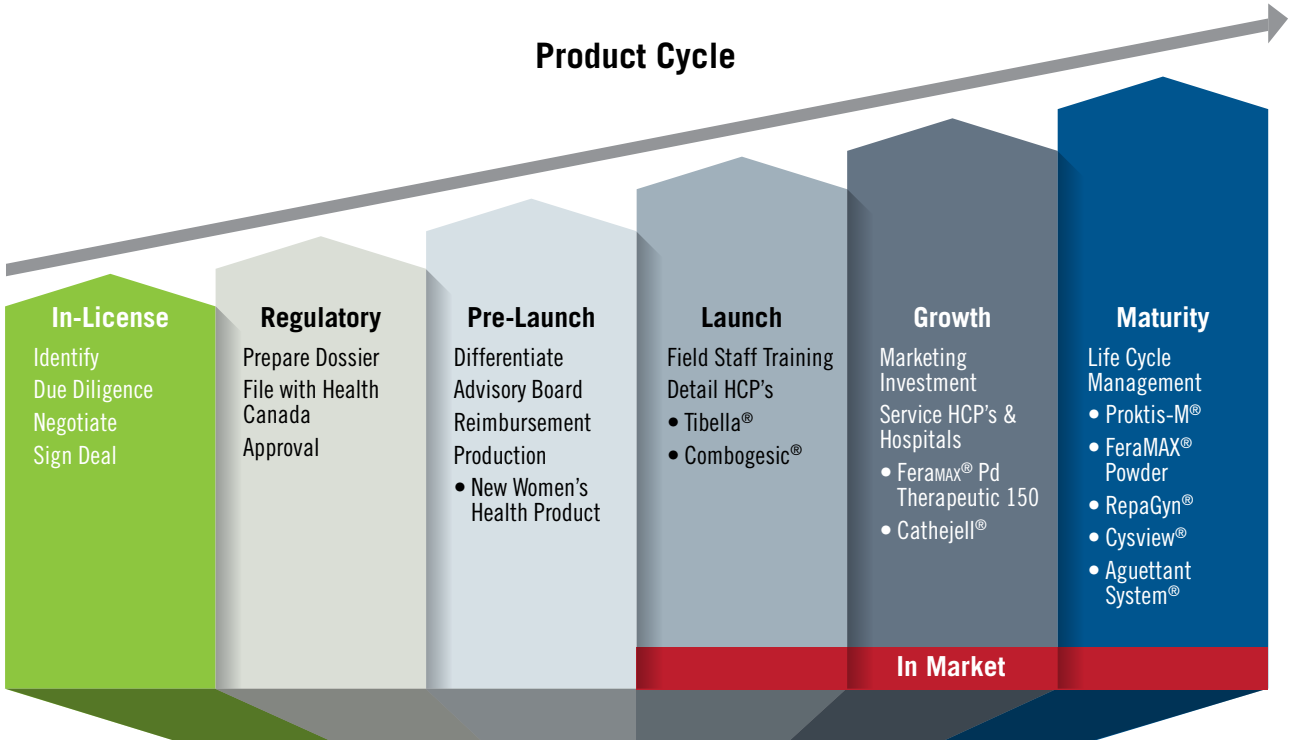 Product Cycle
In-License
Identify
Due Diligence
Negotiate
Sign Deal
Regulatory
Prepare Dossier
File with Health
Canada
Approval
Pre-Launch
Differentiate
Advisory Board
Reimbursement
Production
• New Women's
Health Product
Launch
Field Staff Training
Detail HCP's
• Tibella®
• Combogesic®
Growth
Marketing
Investment
Service HCP's &
Hospitals
• FeraMAX® Pd
Therapeutic 150
• Cathejell®
Maturity
Life Cycle
Management
• Proktis-M®
• FeraMAX®
Powder
• RepaGyn®
• Cysview®
• Aguettant
System®
In Market